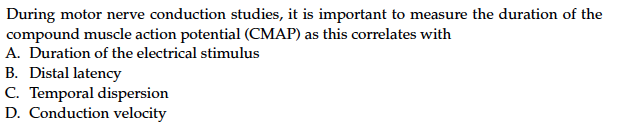 During motor nerve conduction studies, it is important to measure the duration of the
compound muscle action potential (CMAP) as this correlates with
A. Duration of the electrical stimulus
B. Distal latency
C. Temporal dispersion
D. Conduction velocity